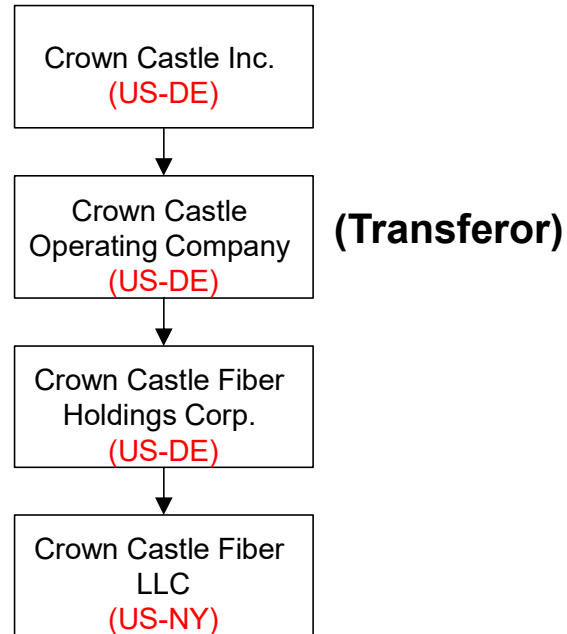 Crown Castle Inc.
(US-DE)
Crown Castle
Operating Company
(US-DE)
(Transferor)
Crown Castle Fiber
Holdings Corp.
(US-DE)
Crown Castle Fiber
LLC
(US-NY)